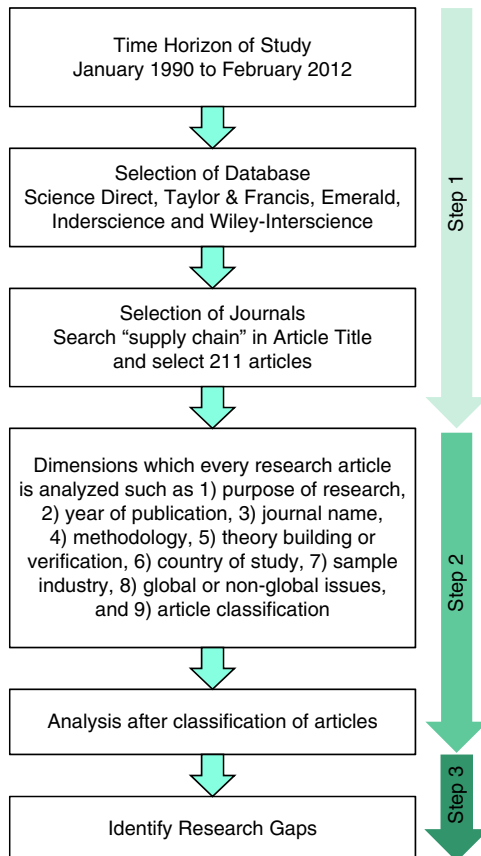 Time Horizon of Study
January 1990 to February 2012
Selection of Database
Science Direct, Taylor & Francis, Emerald,
Inderscience and Wiley-Interscience
Selection of Journals
Search “supply chain” in Article Title
and select 211 articles
Step 1
Dimensions which every research article
is analyzed such as 1) purpose of research,
2) year of publication, 3) journal name,
4) methodology, 5) theory building or
verification, 6) country of study, 7) sample
industry, 8) global or non-global issues,
and 9) article classification
Analysis after classification of articles
Step 2
Identify Research Gaps
Step 3